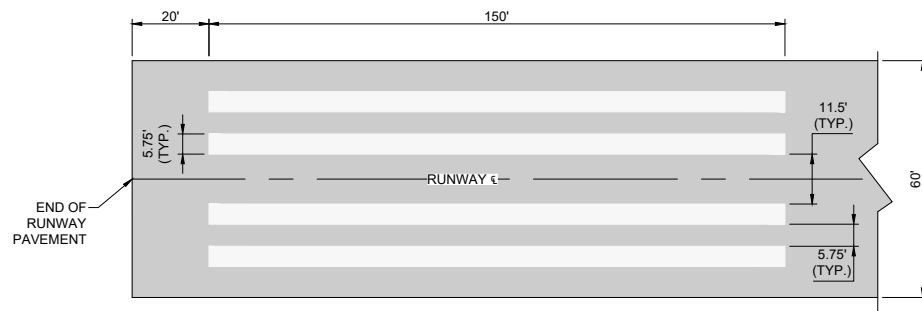 20'
150'
11.5'
(TYP.)
5.75'
(TYP.)
RUNWAY ℄
60'
END OF
RUNWAY
PAVEMENT
5.75'
(TYP.)